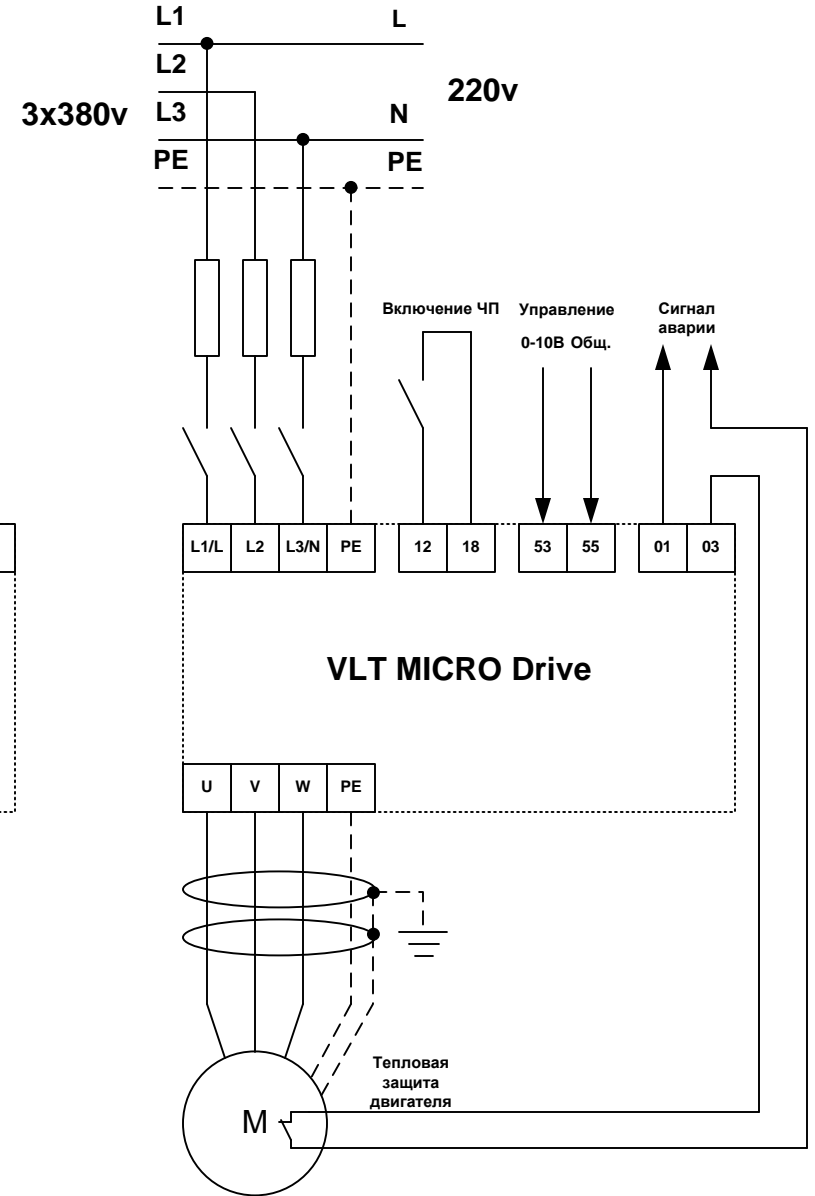 L1 L
L2
3x380v 220v
L3 N
PE PE
Включение ЧП
Управление
0-10В Общ.
Сигнал
аварии
L1/L L2 L3/N PE 12 18 53 55 01 03
VLT MICRO Drive
U V W PE
Тепловая
защита
двигателя
M